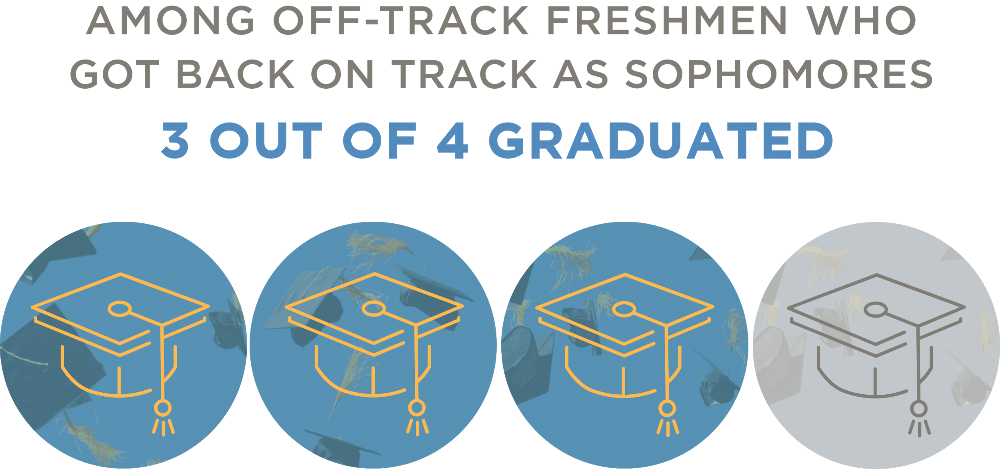 AMONG OFF-TRACK FRESHMEN WHO
GOT BACK ON TRACK AS SOPHOMORES
3 OUT OF 4 GRADUATED